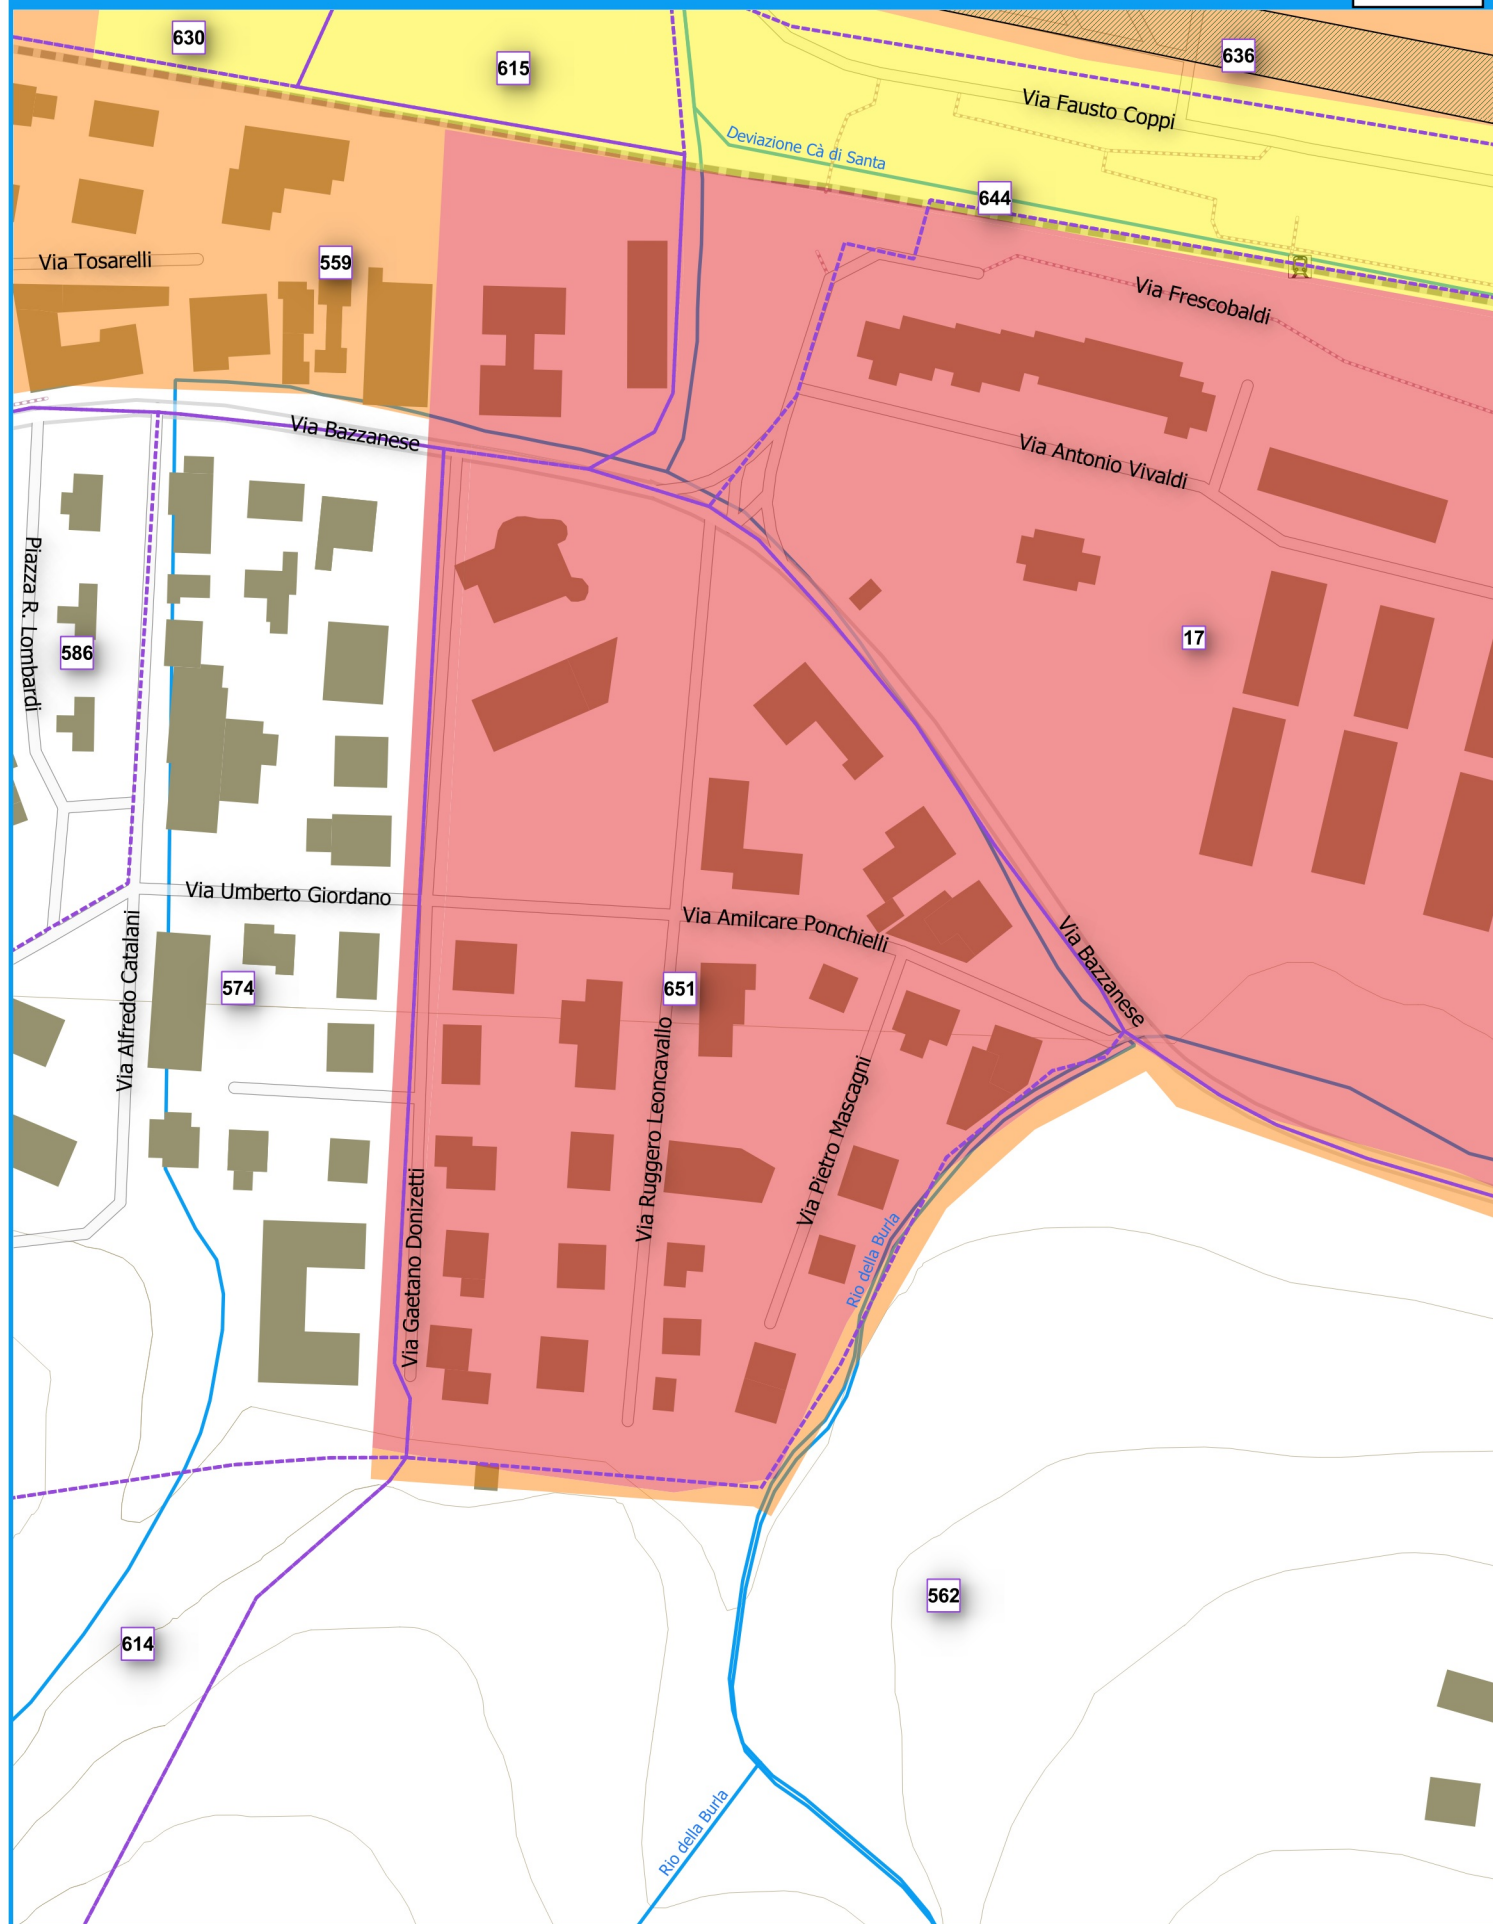 630
615
636
Via Fausto Coppi
Deviazione Cà di Santa
644
Via Tosarelli
559
Via Frescobaldi
Via Bazzanese
Via Antonio Vivaldi
Piazza R. Lombardi
586
17
Via Umberto Giordano
Via Amilcare Ponchielli
Via Bazzanese
Via Alfredo Catalani
574
651
Via Ruggero Leoncavallo
Via Pietro Mascagni
Via Gaetano Donizetti
Rio della Burla
562
614
Rio della Burla